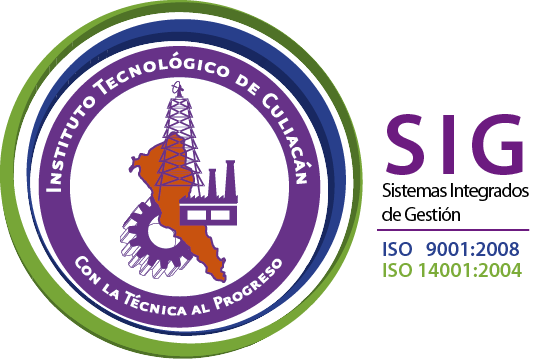 INSTITUTO TECNOLÓGICO DE CULIACÁN
CON LA TÉCNICA AL PROGRESO
SIG
Sistemas Integrados
de Gestión
ISO 9001:2008
ISO 14001:2004